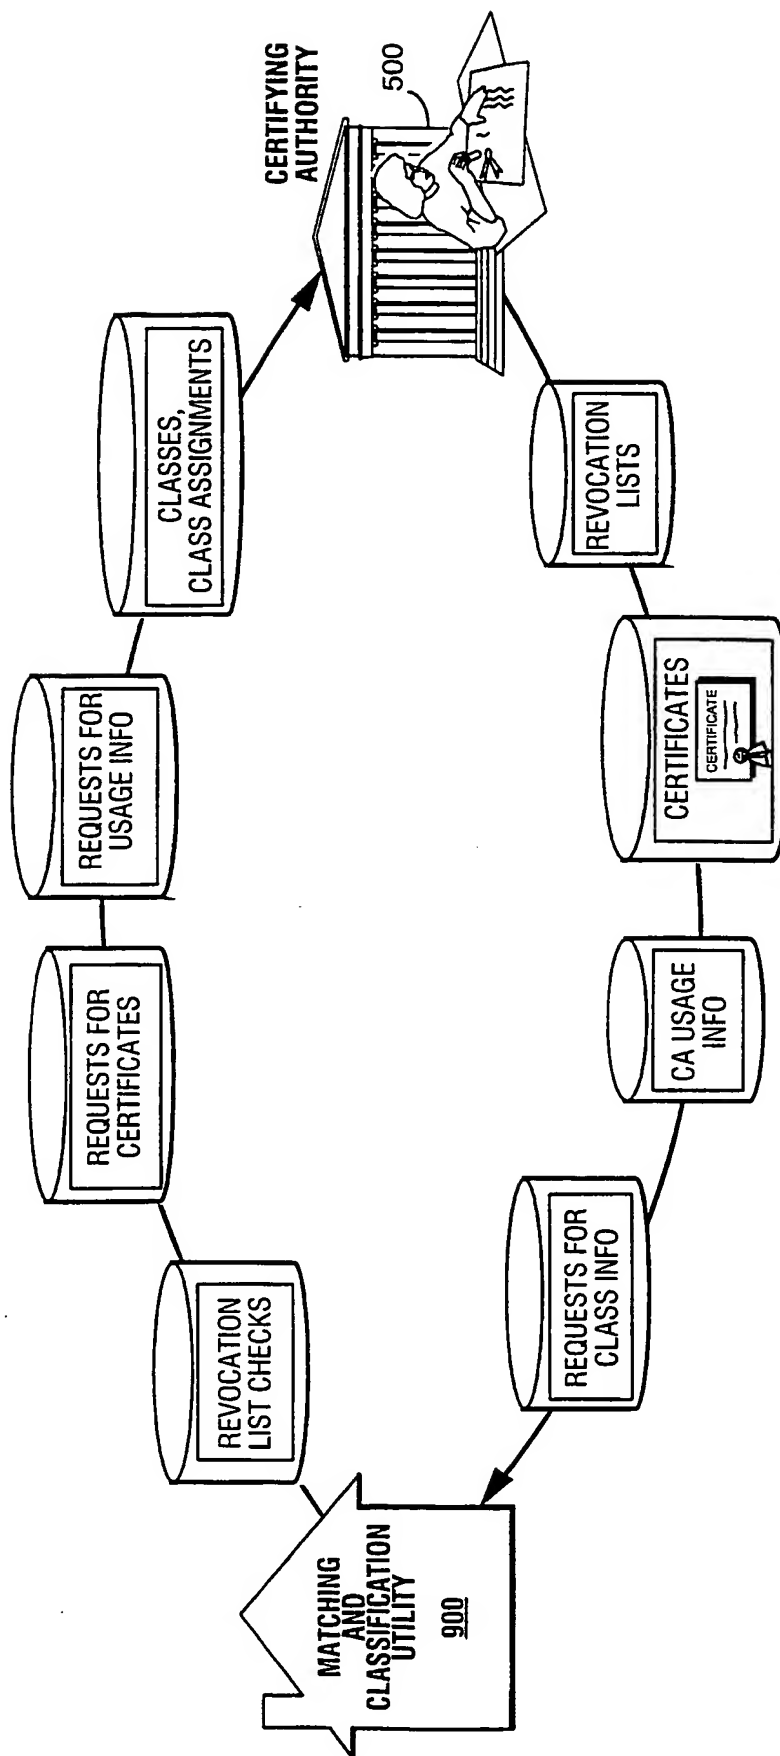 CERTIFYING
AUTHORITY
500
CLASSES,
CLASS ASSIGNMENTS
REQUESTS FOR
USAGE INFO
REQUESTS FOR
CERTIFICATES
REVOCATION
LIST CHECKS
MATCHING
AND
CLASSIFICATION
UTILITY
900
REVOCATION
LISTS
CERTIFICATES
CERTIFICATE
CA USAGE
INFO
REQUESTS FOR
CLASS INFO